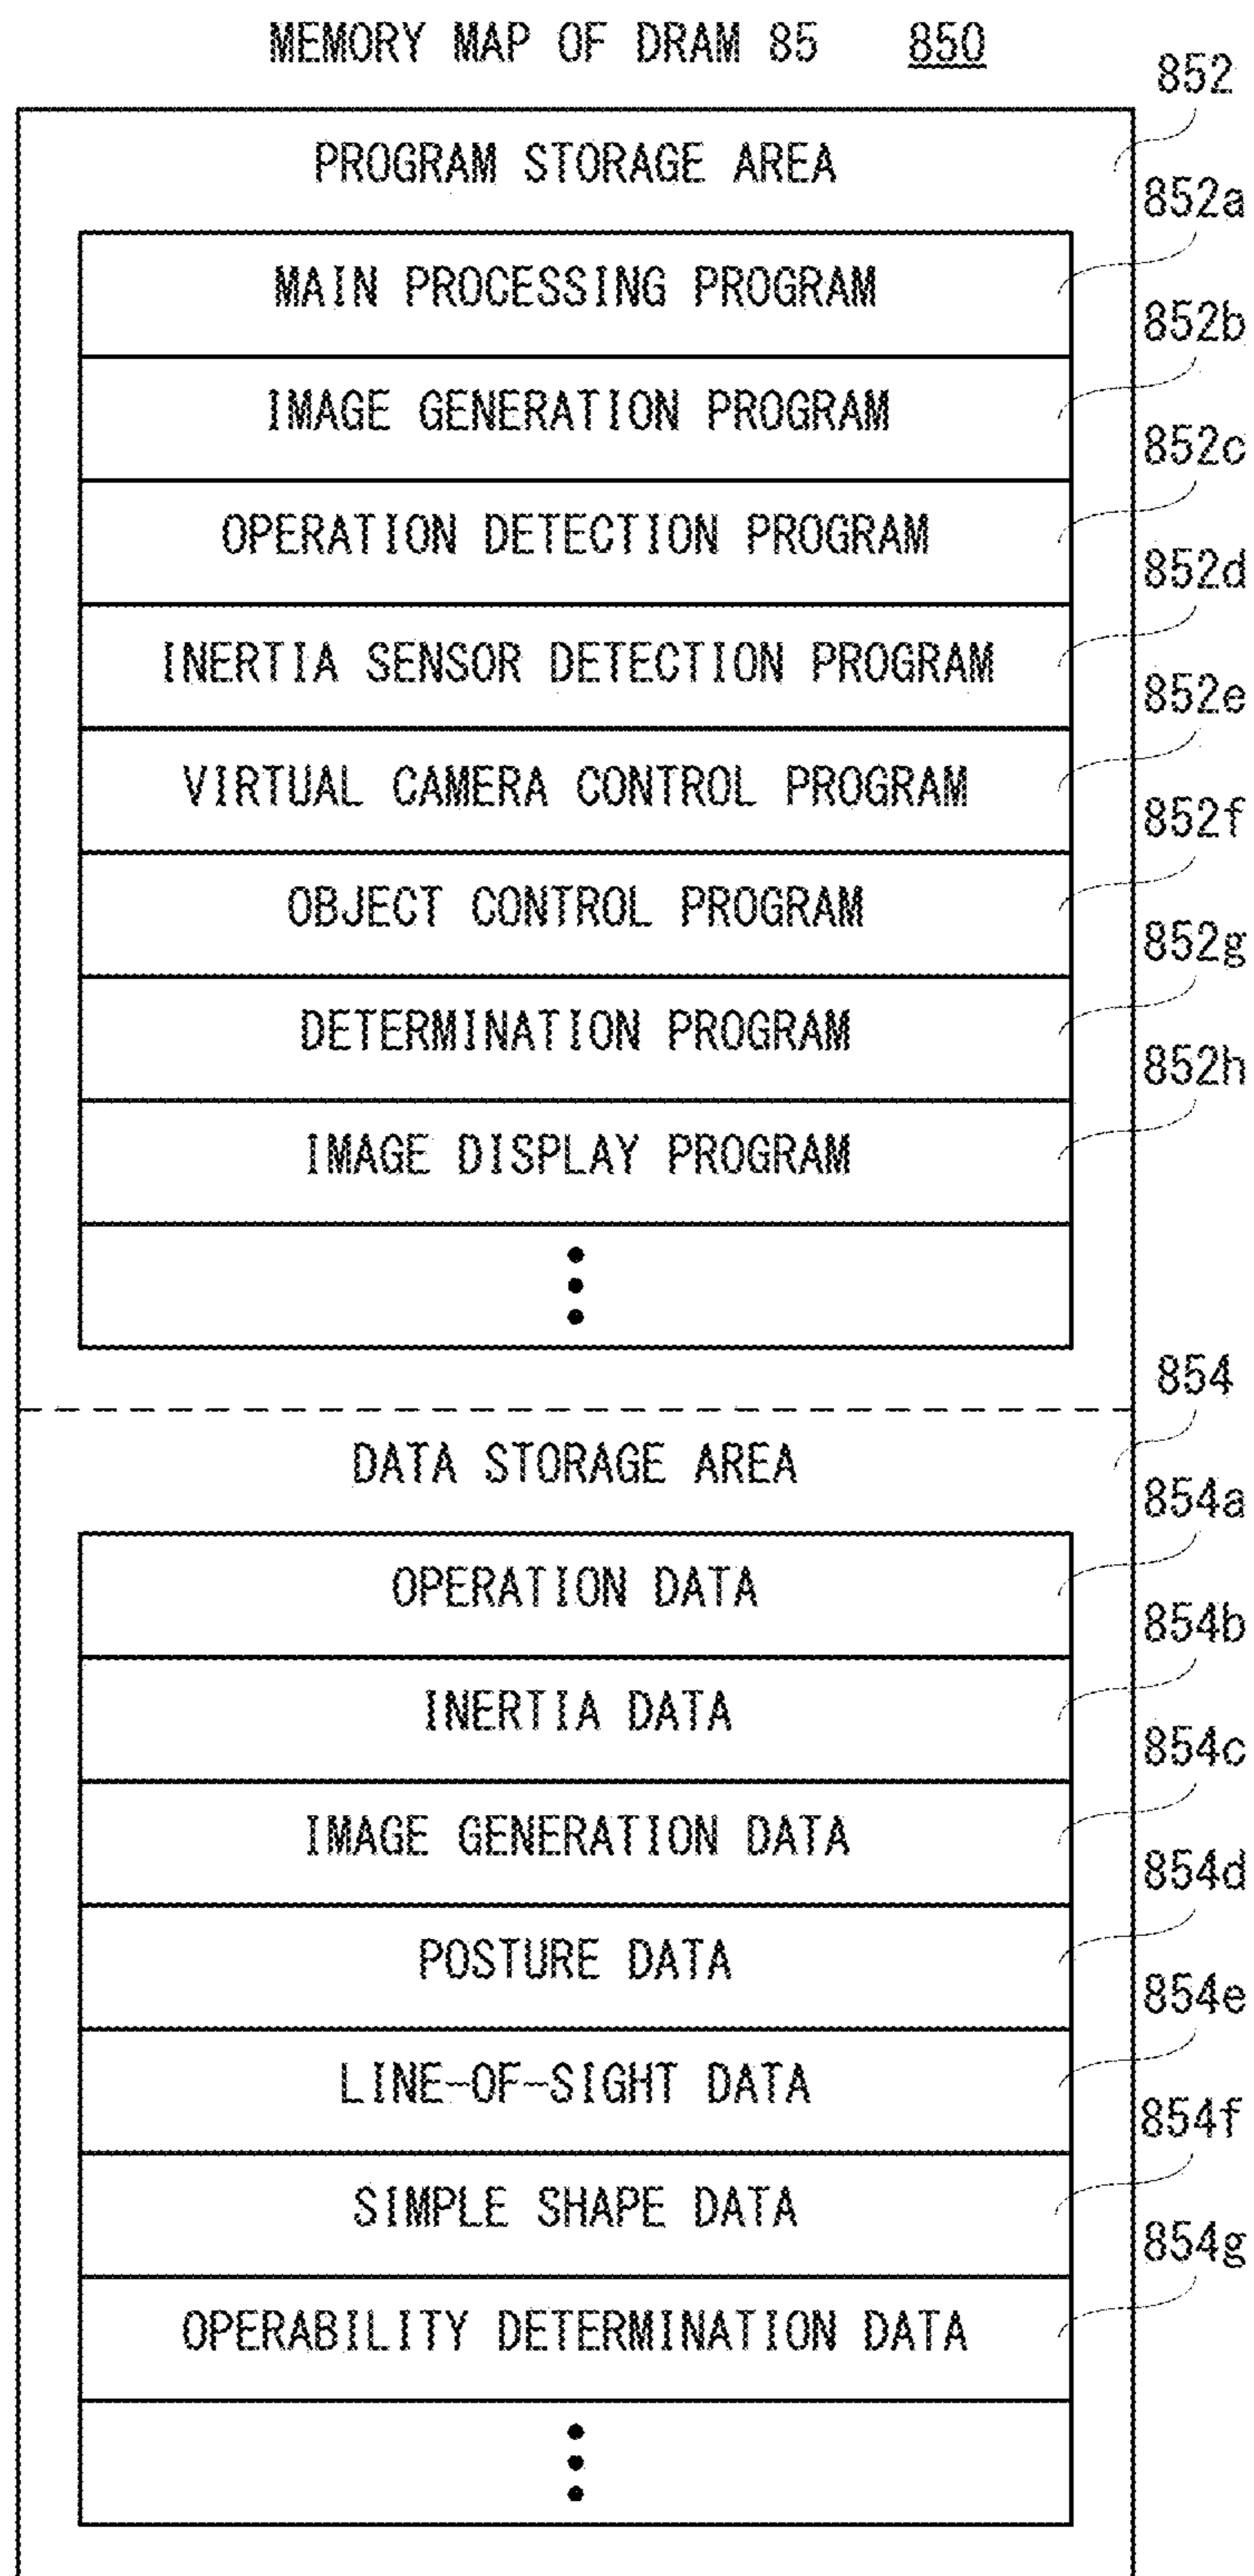 MEMORY MAP OF DRAM 85 850
852
PROGRAM STORAGE AREA
852a
MAIN PROCESSING PROGRAM
852b
IMAGE GENERATION PROGRAM
852c
OPERATION DETECTION PROGRAM
852d
INERTIA SENSOR DETECTION PROGRAM
852e
VIRTUAL CAMERA CONTROL PROGRAM
852f
OBJECT CONTROL PROGRAM
852g
DETERMINATION PROGRAM
852h
IMAGE DISPLAY PROGRAM
854
DATA STORAGE AREA
854a
OPERATION DATA
854b
INERTIA DATA
854c
IMAGE GENERATION DATA
854d
POSTURE DATA
854e
LINE-OF-SIGHT DATA
854f
SIMPLE SHAPE DATA
854g
OPERABILITY DETERMINATION DATA